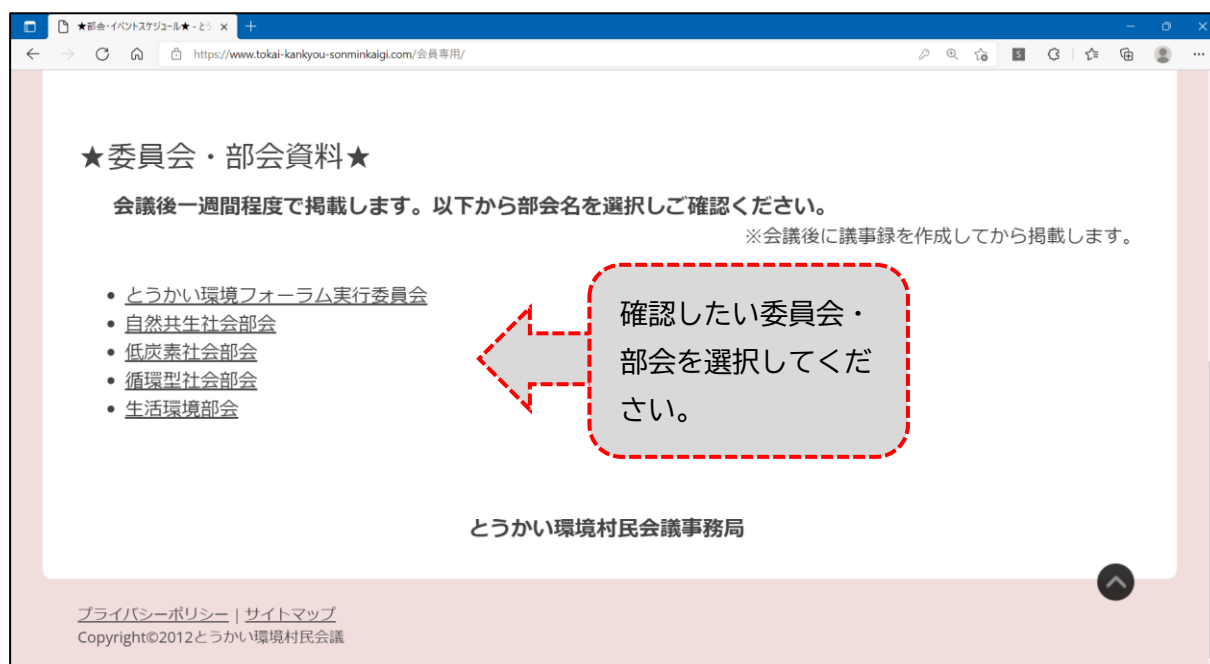 ★部会・イベントスケジュール★ - とう
https://www.tokai-kankyou-sonminkaigi.com/会員専用/
★委員会・部会資料★
会議後一週間程度で掲載します。以下から部会名を選択しご確認ください。
※会議後に議事録を作成してから掲載します。
• とうかい環境フォーラム実行委員会
• 自然共生社会部会
• 低炭素社会部会
• 循環型社会部会
• 生活環境部会
確認したい委員会・
部会を選択してくだ
さい。
とうかい環境村民会議事務局
プライバシーポリシー | サイトマップ
Copyright©2012とうかい環境村民会議